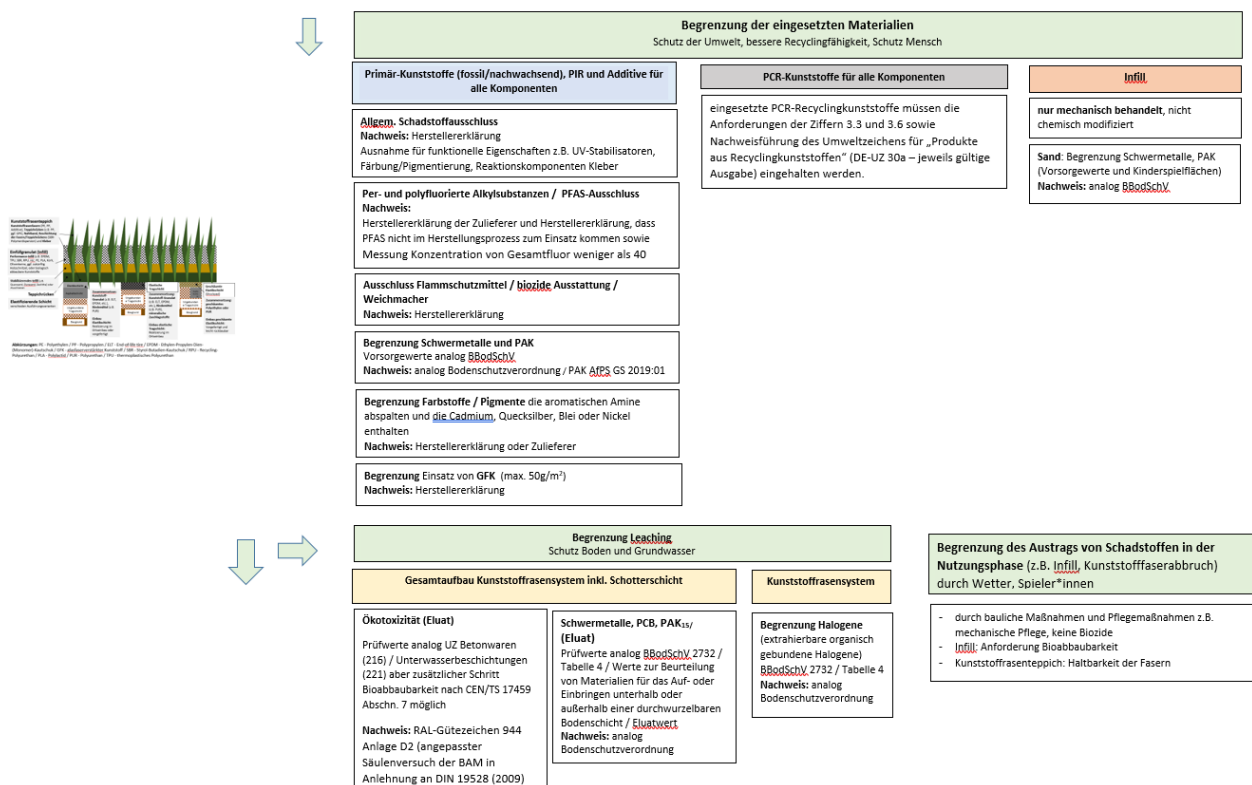 Begrenzung der eingesetzten Materialien
Schutz der Umwelt, bessere Recyclingfähigkeit, Schutz Mensch
Primär-Kunststoffe (fossil/nachwachsend), PIR und Additive für
alle Komponenten
Allgem. Schadstoffausschluss
Nachweis: Herstellererklärung
Ausnahme für funktionelle Eigenschaften z.B. UV-Stabilisatoren,
Färbung/Pigmentierung, Reaktionskomponenten Kleber
Per- und polyfluorierte Alkylsubstanzen / PFAS-Ausschluss
Nachweis:
Herstellererklärung der Zulieferer und Herstellererklärung, dass
PFAS nicht im Herstellungsprozess zum Einsatz kommen sowie
Messung Konzentration von Gesamtfluor weniger als 40
Ausschluss Flammschutzmittel / biozide Ausstattung /
Weichmacher
Nachweis: Herstellererklärung
Begrenzung Schwermetalle und PAK
Vorsorgewerte analog BBodSchV
Nachweis: analog Bodenschutzverordnung / PAK AfPS GS 2019:01
Begrenzung Farbstoffe / Pigmente die aromatischen Amine
abspalten und die Cadmium, Quecksilber, Blei oder Nickel
enthalten
Nachweis: Herstellererklärung oder Zulieferer
Begrenzung Einsatz von GFK (max. 50g/m²)
Nachweis: Herstellererklärung
PCR-Kunststoffe für alle Komponenten
eingesetzte PCR-Recyclingkunststoffe müssen die
Anforderungen der Ziffern 3.3 und 3.6 sowie
Nachweisführung des Umweltzeichens für „Produkte
aus Recyclingkunststoffen“ (DE-UZ 30a – jeweils gültige
Ausgabe) eingehalten werden.
Infill
nur mechanisch behandelt, nicht
chemisch modifiziert
Sand: Begrenzung Schwermetalle, PAK
(Vorsorgewerte und Kinderspielflächen)
Nachweis: analog BBodSchV
Kunststoffrasenteppich
Teppichrücken
Elastifizierende Schicht
Begrenzung Leaching
Schutz Boden und Grundwasser
Gesamtaufbau Kunststoffrasensystem inkl. Schotterschicht
Ökotoxizität (Eluat)
Prüfwerte analog UZ Betonwaren
(216) / Unterwasserbeschichtungen
(221) aber zusätzlicher Schritt
Bioabbaubarkeit nach CEN/TS 17459
Abschn. 7 möglich
Nachweis: RAL-Gütezeichen 944
Anlage D2 (angepasster
Säulenversuch der BAM in
Anlehnung an DIN 19528 (2009)
Schwermetalle, PCB, PAK15/
(Eluat)
Prüfwerte analog BBodSchV 2732 /
Tabelle 4 / Werte zur Beurteilung
von Materialien für das Auf- oder
Einbringen unterhalb oder
außerhalb einer durchwurzelbaren
Bodenschicht / Eluatwert
Nachweis: analog
Bodenschutzverordnung
Kunststoffrasensystem
Begrenzung Halogene
(extrahierbare organisch
gebundene Halogene)
BBodSchV 2732 / Tabelle 4
Nachweis: analog
Bodenschutzverordnung
Begrenzung des Austrags von Schadstoffen in der
Nutzungsphase (z.B. Infill, Kunststofffaserabbruch)
durch Wetter, Spieler*innen
- durch bauliche Maßnahmen und Pflegemaßnahmen z.B.
mechanische Pflege, keine Biozide
- Infill: Anforderung Bioabbaubarkeit
- Kunststoffrasenteppich: Haltbarkeit der Fasern